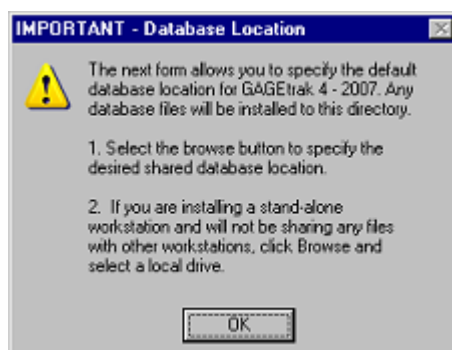 IMPORTANT - Database Location
The next form allows you to specify the default
database location for GAGEtrak 4 - 2007. Any
database files will be installed to this directory.
1. Select the browse button to specify the
desired shared database location.
2.  If you are installing a stand-alone
workstation and will not be sharing any files
with other workstations, click Browse and
select a local drive.
OK